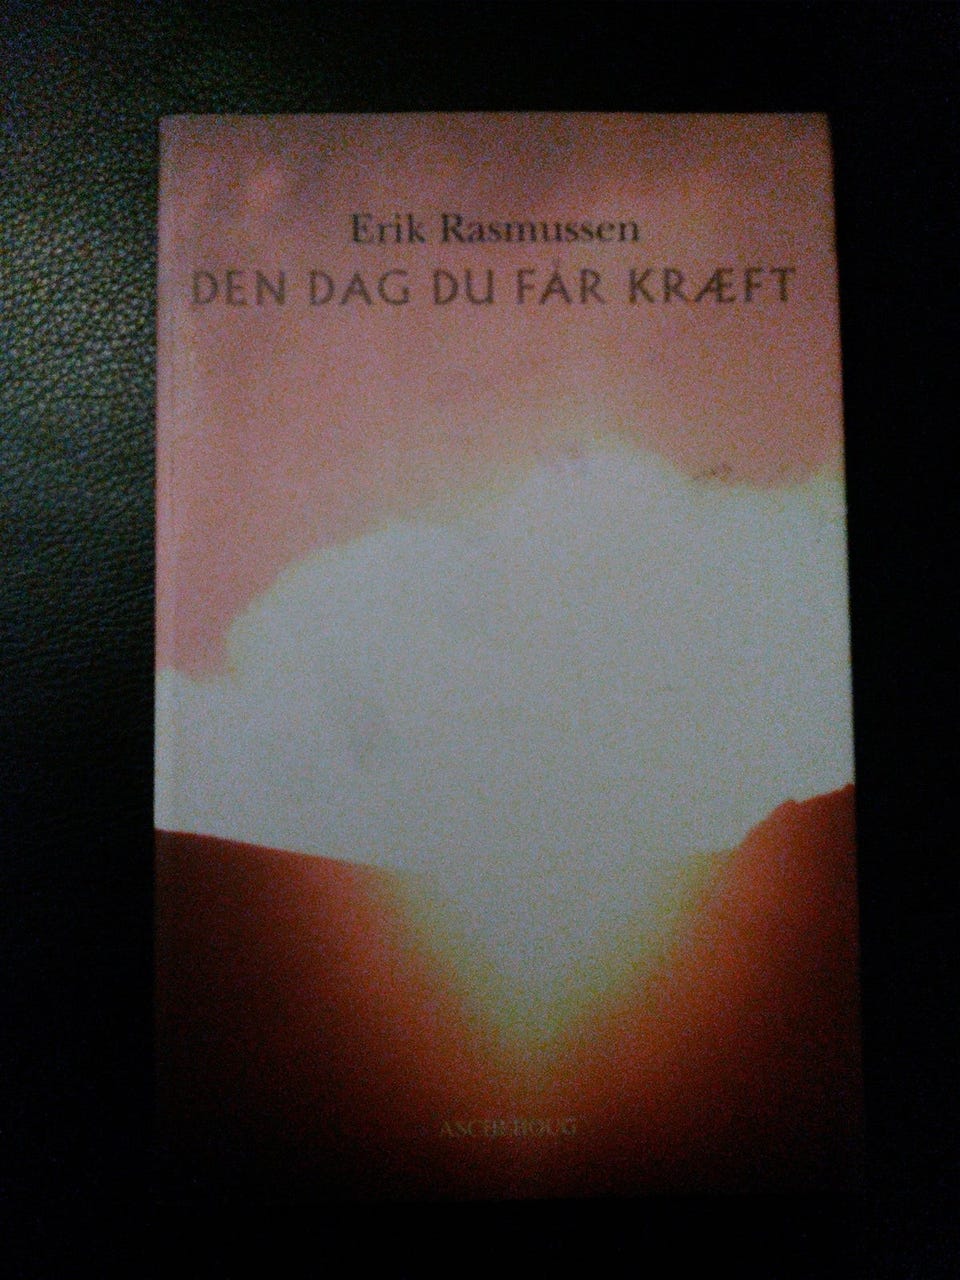 Erik Rasmussen
DEN DAG DU FÅR KRÆFT
ASCHEHOUG